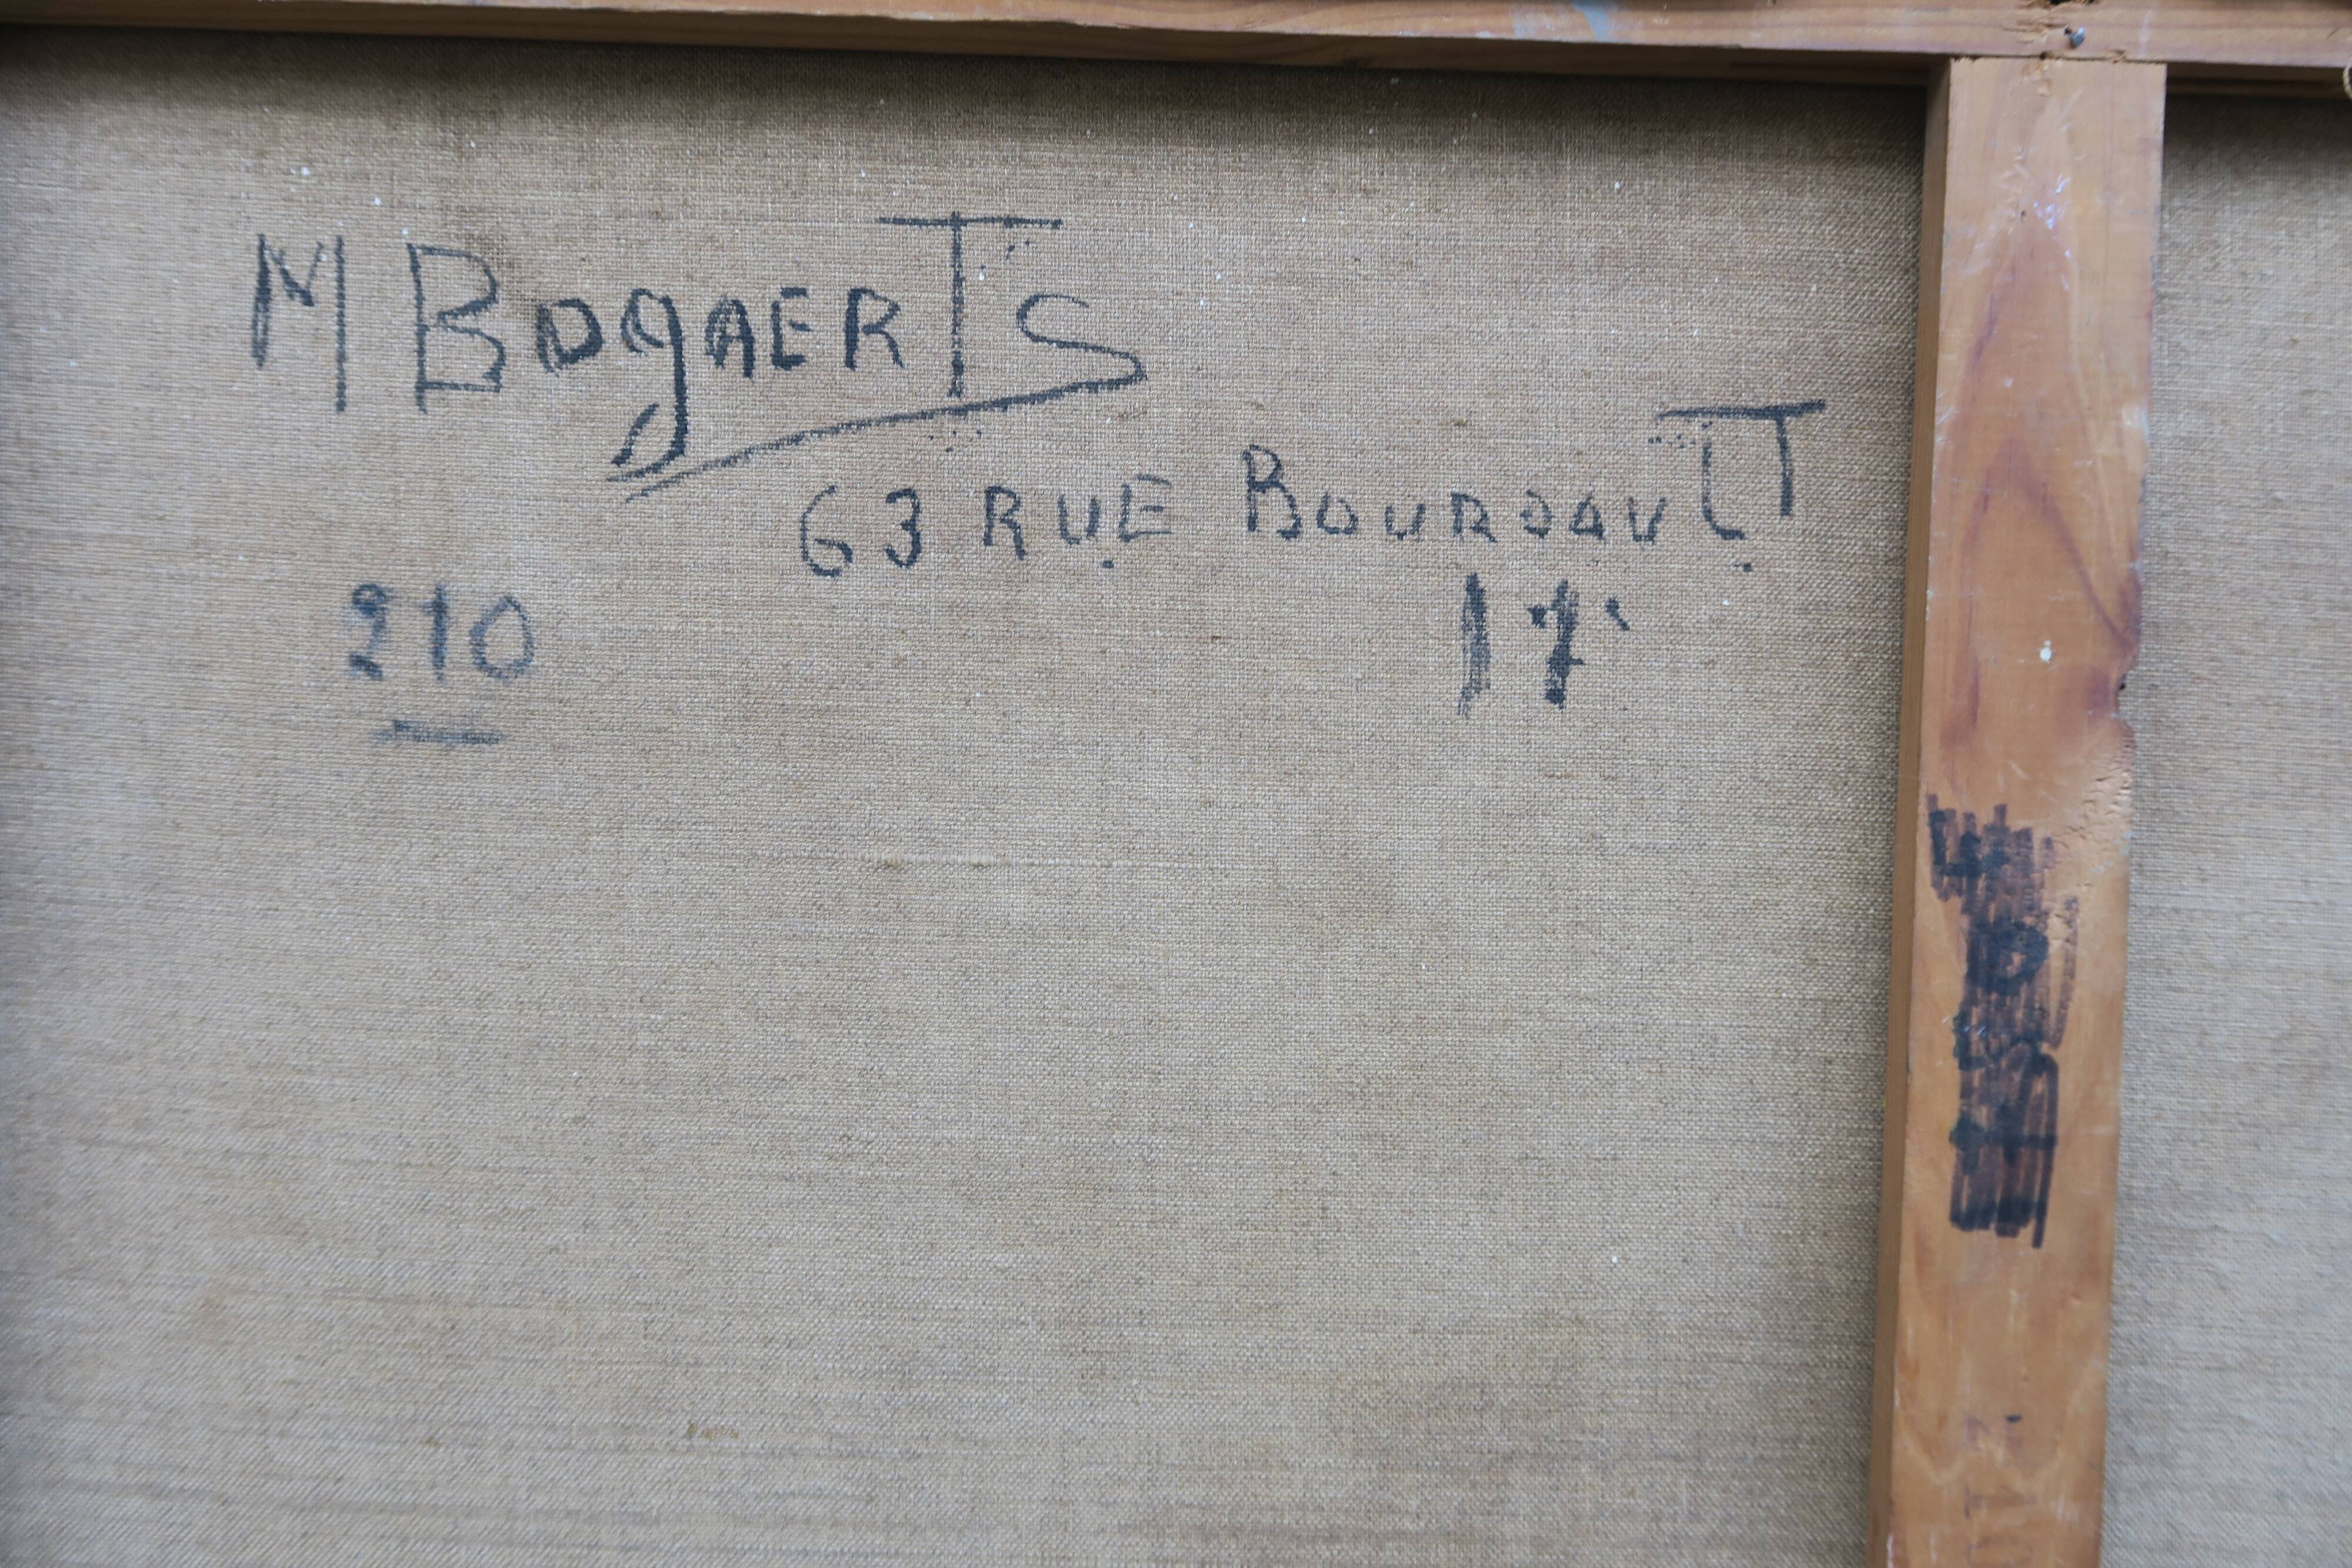 M BOgAERTS
63 RUE BOURDAULT
17.
210